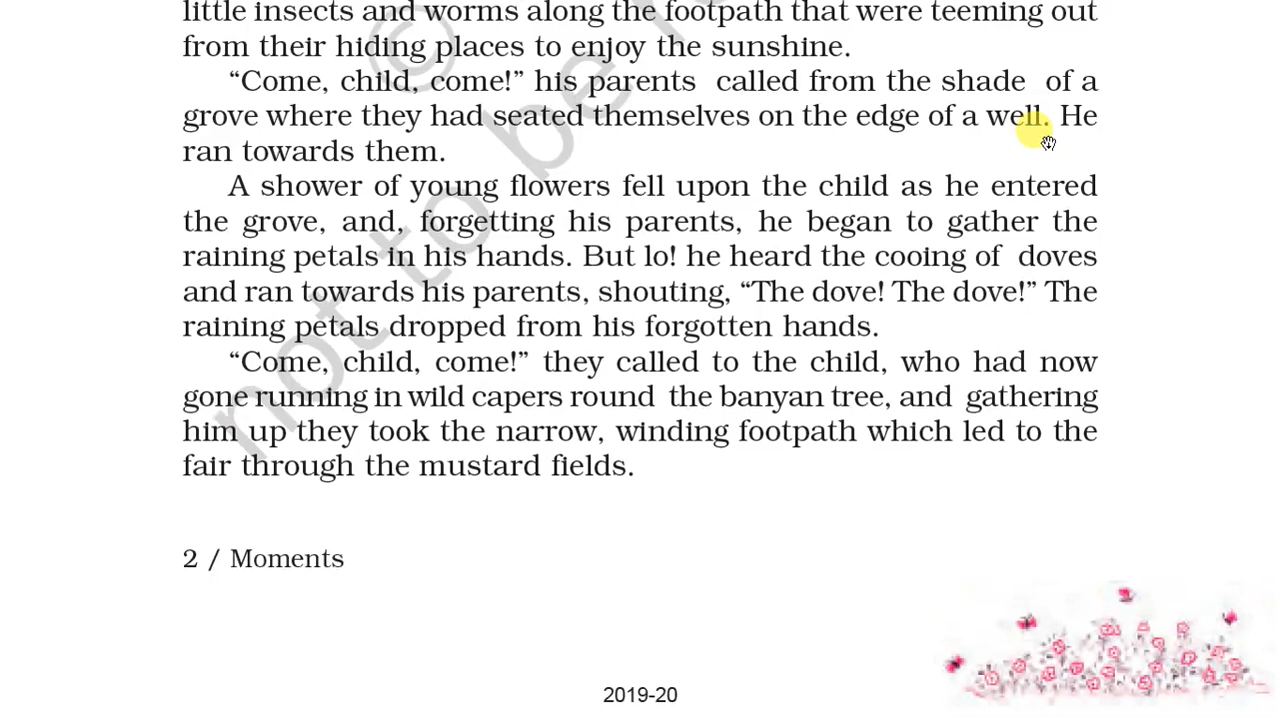 little insects and worms along the footpath that were teeming out
from their hiding places to enjoy the sunshine.
“Come, child, come!” his parents called from the shade of a
grove where they had seated themselves on the edge of a well. He
ran towards them.
A shower of young flowers fell upon the child as he entered
the grove, and, forgetting his parents, he began to gather the
raining petals in his hands. But lo! he heard the cooing of doves
and ran towards his parents, shouting, “The dove! The dove!” The
raining petals dropped from his forgotten hands.
“Come, child, come!” they called to the child, who had now
gone running in wild capers round the banyan tree, and gathering
him up they took the narrow, winding footpath which led to the
fair through the mustard fields.
2 / Moments
2019-20
©
not to be r